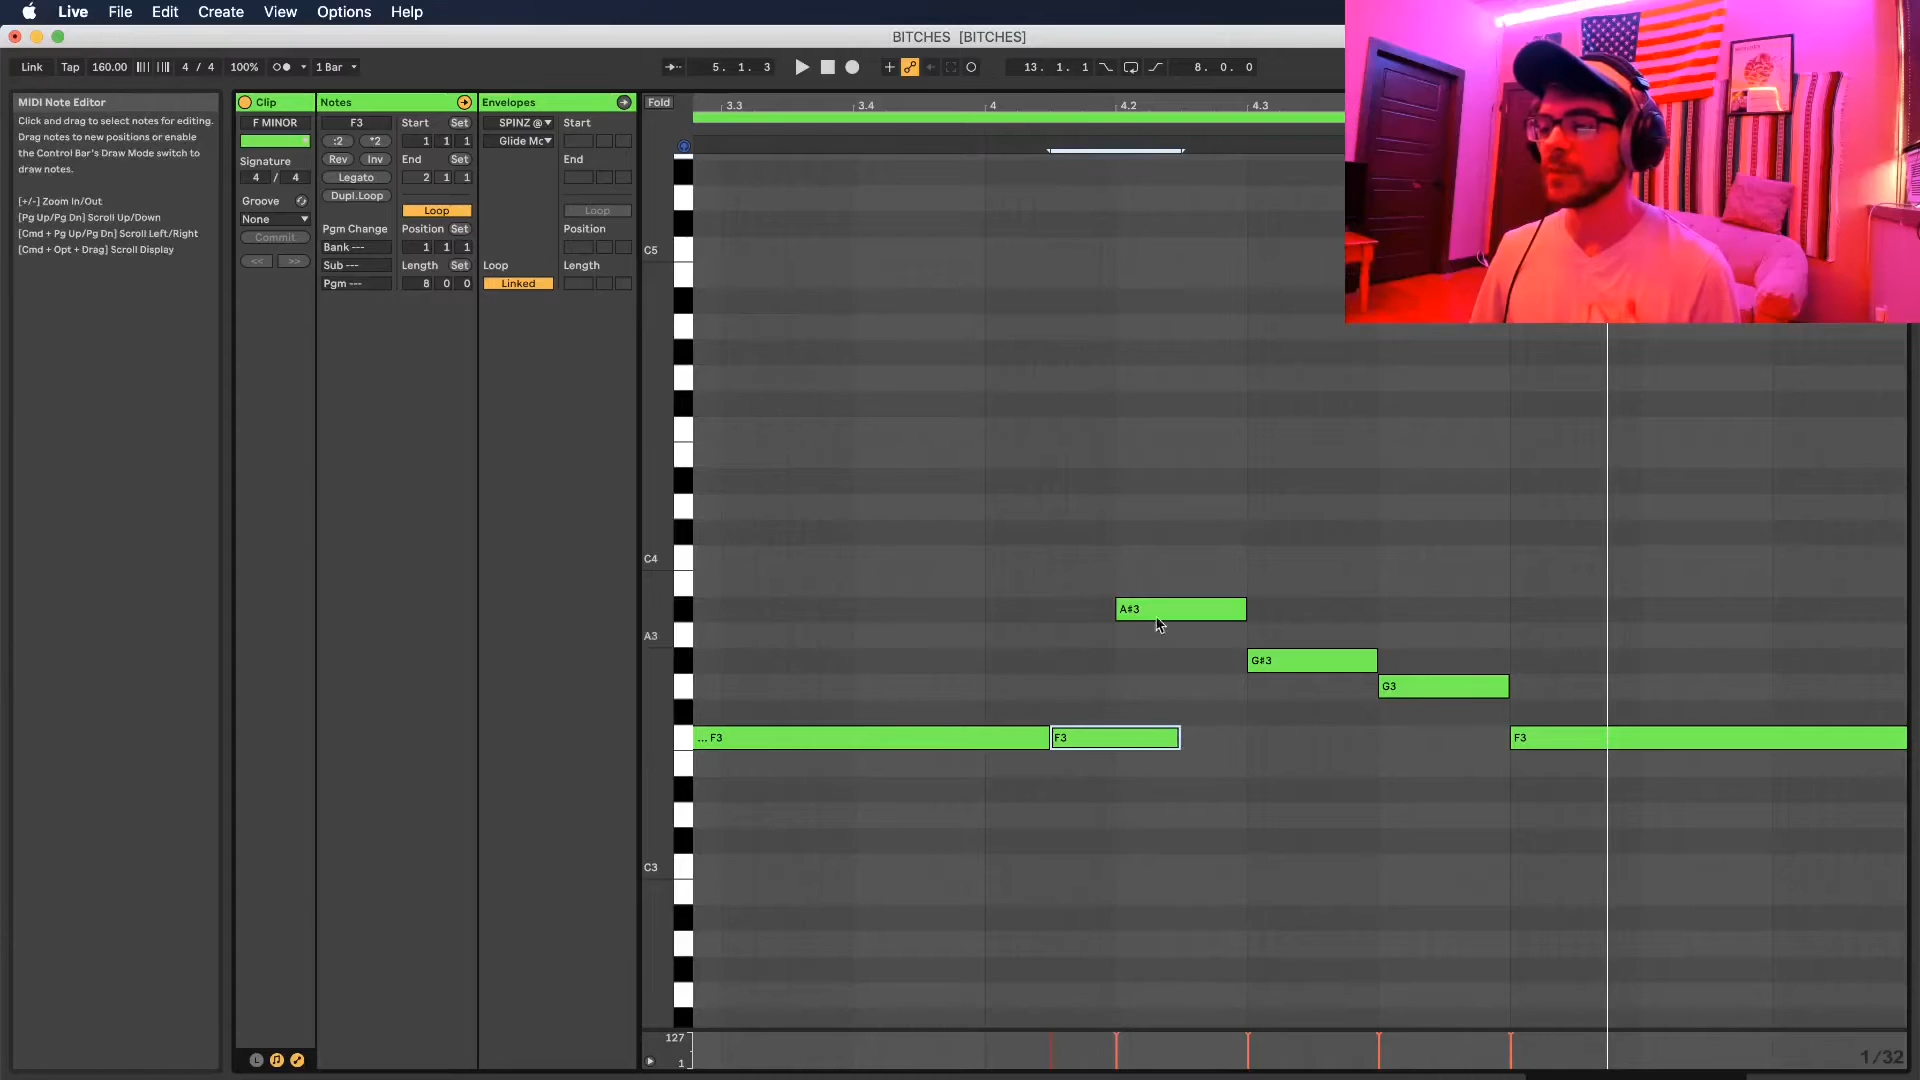 Live File Edit Create View Options Help
BITCHES [BITCHES]
Link Tap 160.00 4 / 4 100% 1 Bar 5. 1. 3 13. 1. 1 8. 0. 0
MIDI Note Editor
Click and drag to select notes for editing.
Drag notes to new positions or enable
the Control Bar's Draw Mode switch to
draw notes.
[+/-] Zoom In/Out
[Pg Up/Pg Dn] Scroll Up/Down
[Cmd + Pg Up/Pg Dn] Scroll Left/Right
[Cmd + Opt + Drag] Scroll Display
Clip
F MINOR
Signature
4 / 4
Groove
None
Commit
<< >>
L
Notes
F3
:2 *2
Rev Inv
Legato
Dupl.Loop
Pgm Change
Bank ---
Sub ---
Pgm ---
Start Set
1 1 1
End Set
2 1 1
Loop
Position Set
1 1 1
Length Set
8 0 0
Envelopes
SPINZ @
Glide Mc
Loop
Linked
Start
End
Loop
Position
Length
Fold 3.3 3.4 4 4.2 4.3
C5
C4
A#3
A3
G#3
G3
... F3 F3 F3
C3
127
1
1/32